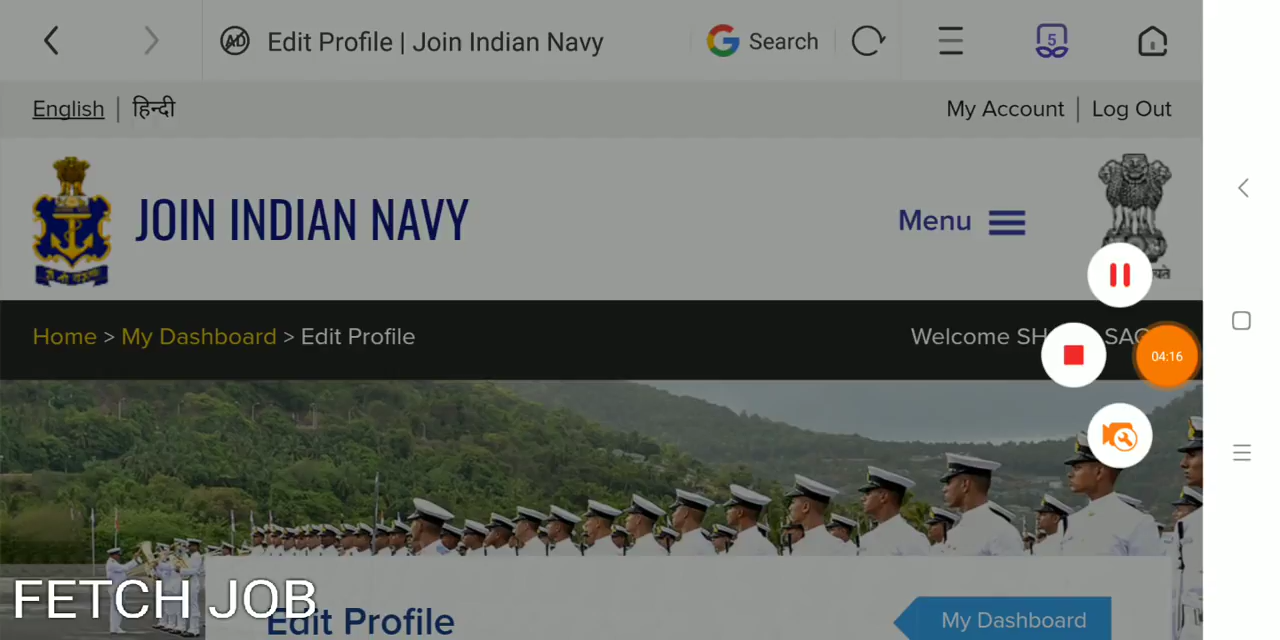 Edit Profile | Join Indian Navy
Search
5
English | हिन्दी
My Account | Log Out
JOIN INDIAN NAVY
Menu
Home > My Dashboard > Edit Profile
Welcome
04:16
FETCH JOB
Edit Profile
My Dashboard